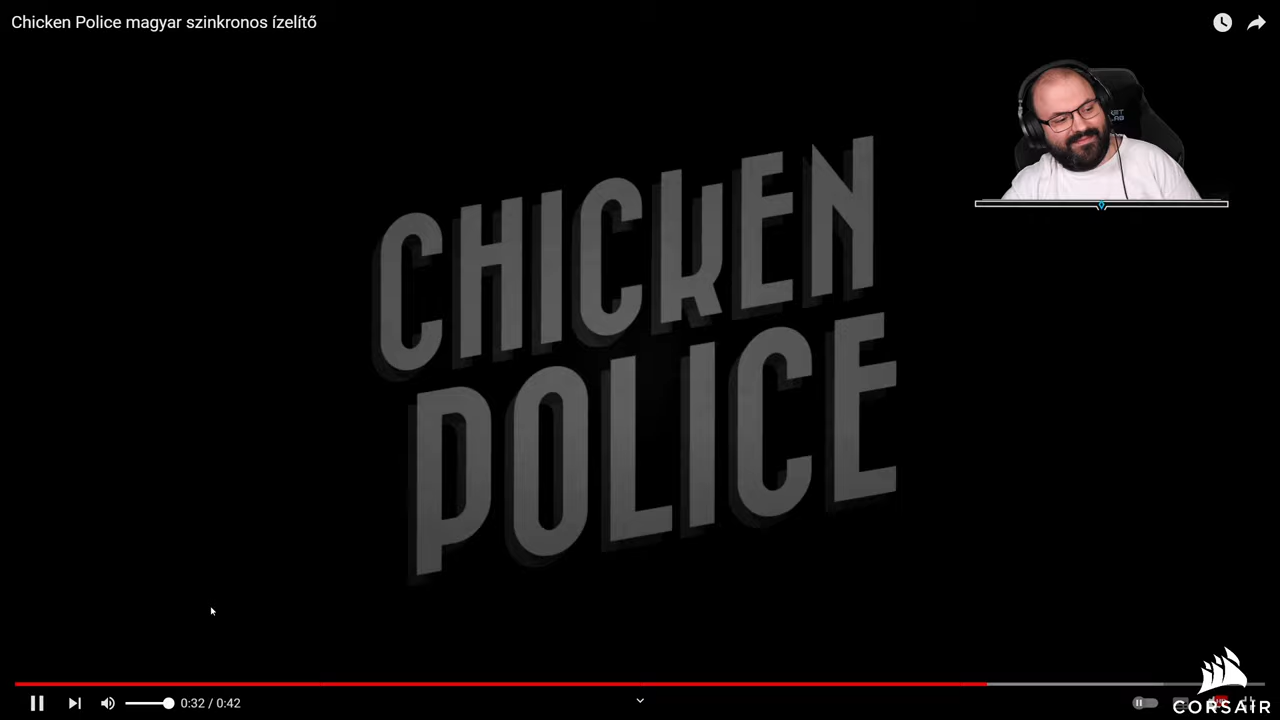 Chicken Police magyar szinkronos ízelítő
CHICKEN
POLICE
0:32 / 0:42
CORSAIR